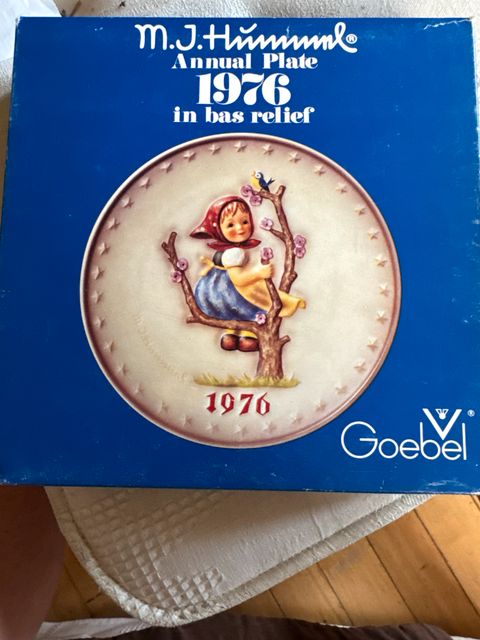 M.J.Hummel®
Annual Plate
1976
in bas relief
1976
Goebel®